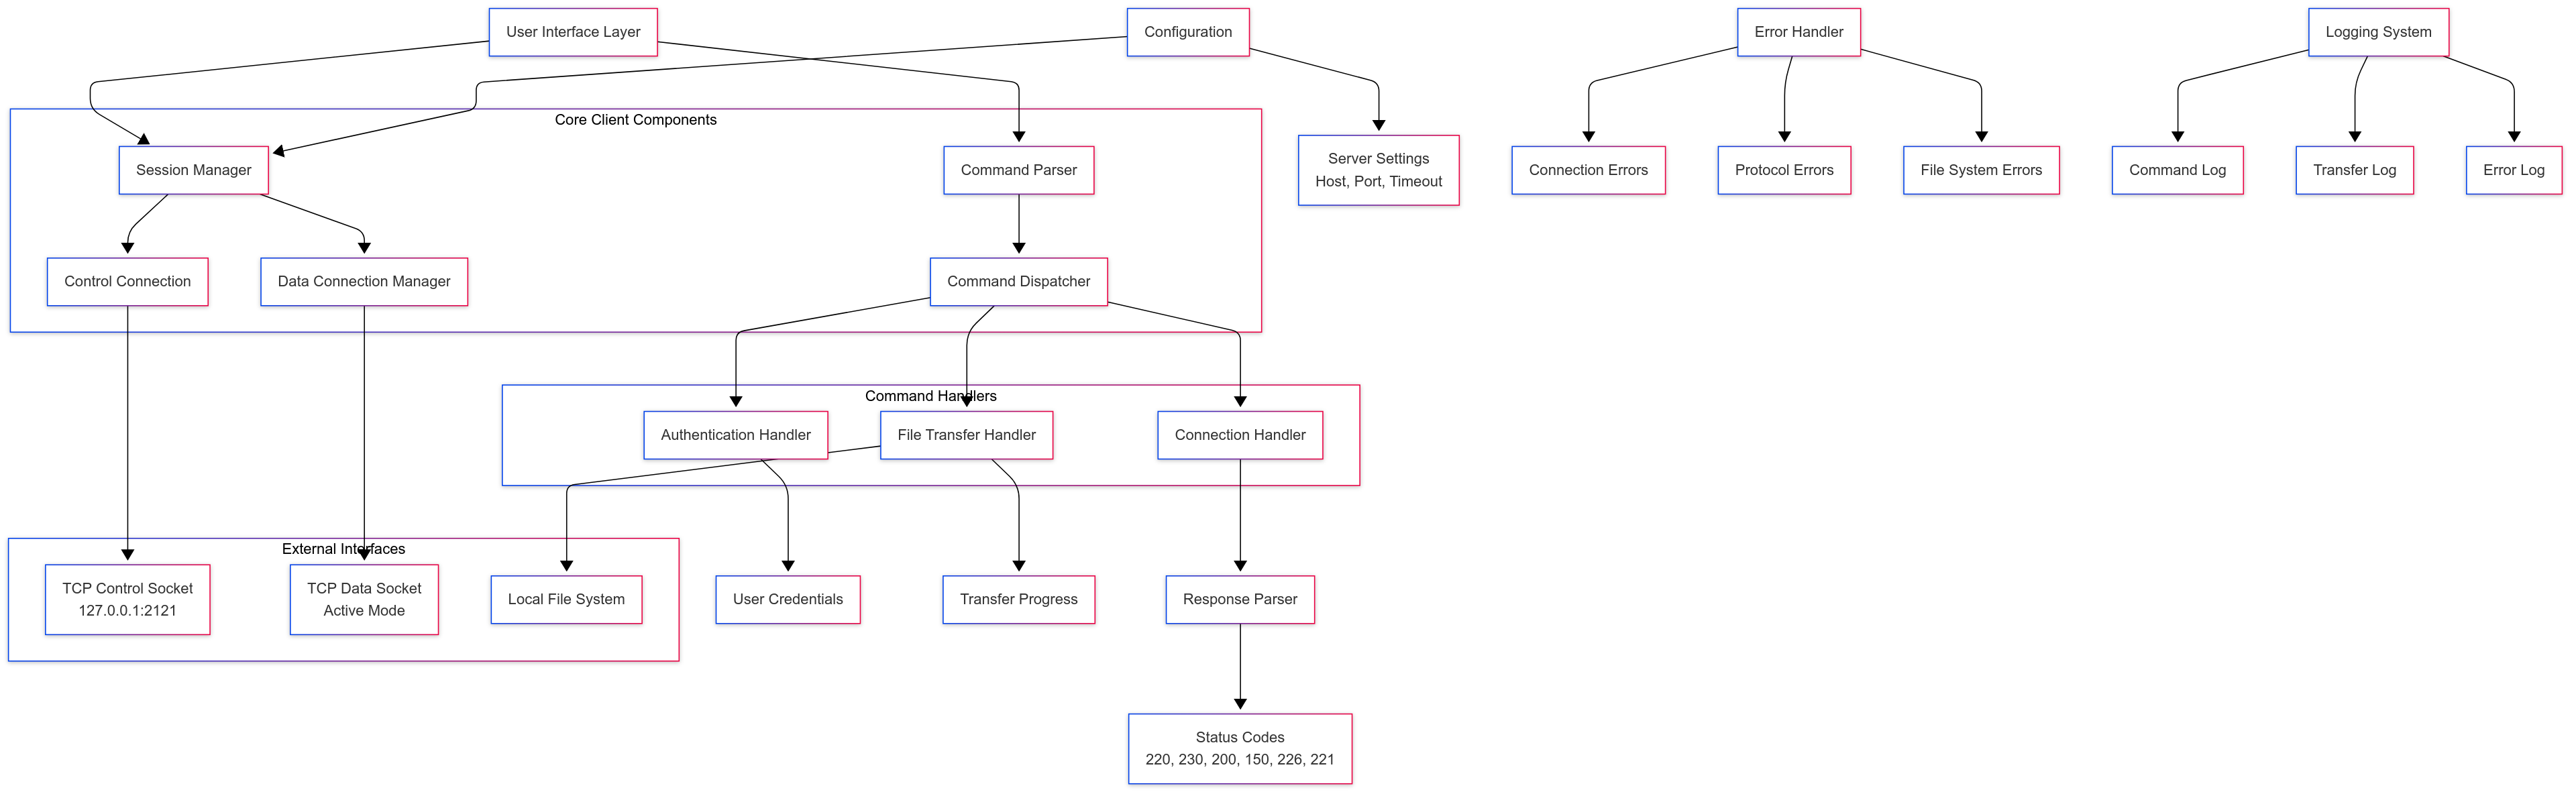 User Interface Layer
Configuration
Error Handler
Logging System
Core Client Components
Session Manager
Command Parser
Server Settings
Host, Port, Timeout
Connection Errors
Protocol Errors
File System Errors
Command Log
Transfer Log
Error Log
Control Connection
Data Connection Manager
Command Dispatcher
Command Handlers
Authentication Handler
File Transfer Handler
Connection Handler
External Interfaces
TCP Control Socket
127.0.0.1:2121
TCP Data Socket
Active Mode
Local File System
User Credentials
Transfer Progress
Response Parser
Status Codes
220, 230, 200, 150, 226, 221